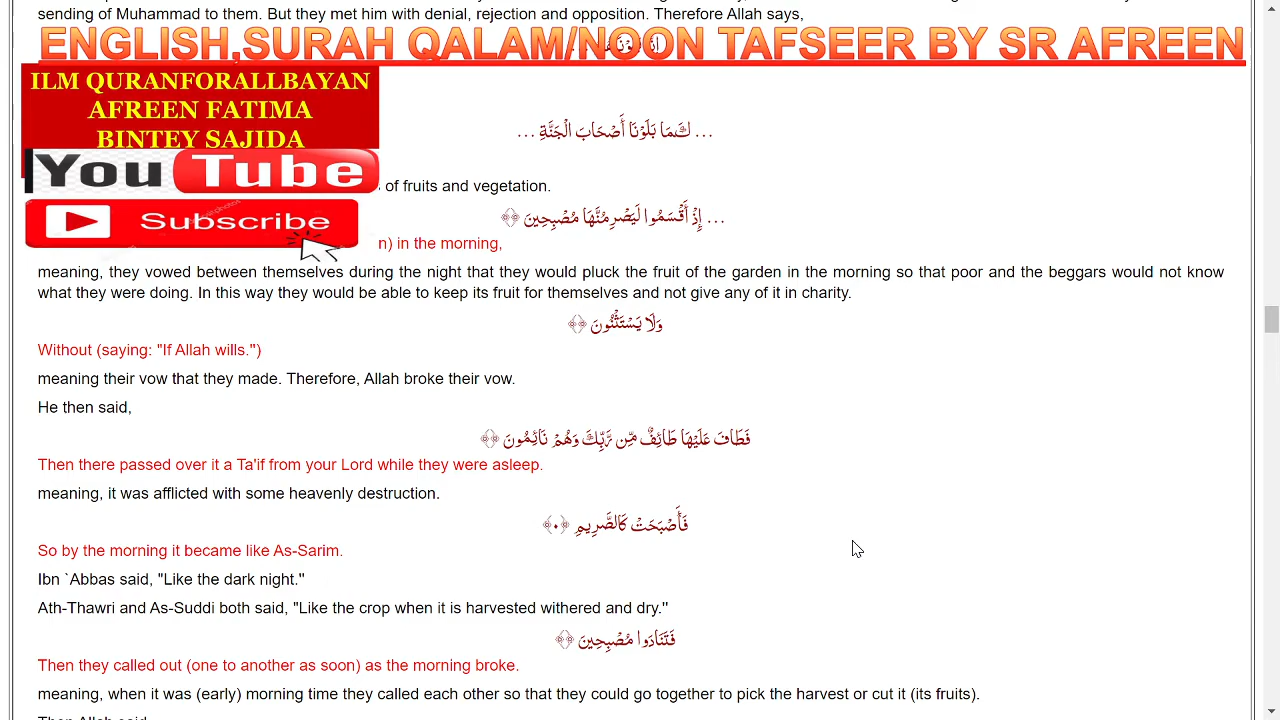 sending of Muhammad to them. But they met him with denial, rejection and opposition. Therefore Allah says,
ENGLISH,SURAH QALAM/NOON TAFSEER BY SR AFREEN
ILM QURANFORALLBAYAN
AFREEN FATIMA
BINTEY SAJIDA
... كَمَا بَلَوْنَا أَصْحَابَ الْجَنَّةِ ...
You Tube
of fruits and vegetation.
Subscribe
... إِذْ أَقْسَمُوا لَيَصْرِمُنَّهَا مُصْبِحِينَ ﴿﴾
n) in the morning,
meaning, they vowed between themselves during the night that they would pluck the fruit of the garden in the morning so that poor and the beggars would not know
what they were doing. In this way they would be able to keep its fruit for themselves and not give any of it in charity.
وَلَا يَسْتَثْنُونَ ﴿﴾
Without (saying: "If Allah wills.")
meaning their vow that they made. Therefore, Allah broke their vow.
He then said,
فَطَافَ عَلَيْهَا طَائِفٌ مِّن رَّبِّكَ وَهُمْ نَائِمُونَ ﴿﴾
Then there passed over it a Ta'if from your Lord while they were asleep.
meaning, it was afflicted with some heavenly destruction.
فَأَصْبَحَتْ كَالصَّرِيمِ ﴿٠﴾
So by the morning it became like As-Sarim.
Ibn `Abbas said, "Like the dark night."
Ath-Thawri and As-Suddi both said, "Like the crop when it is harvested withered and dry."
فَتَنَادَوا مُصْبِحِينَ ﴿﴾
Then they called out (one to another as soon) as the morning broke.
meaning, when it was (early) morning time they called each other so that they could go together to pick the harvest or cut it (its fruits).
Then Allah said